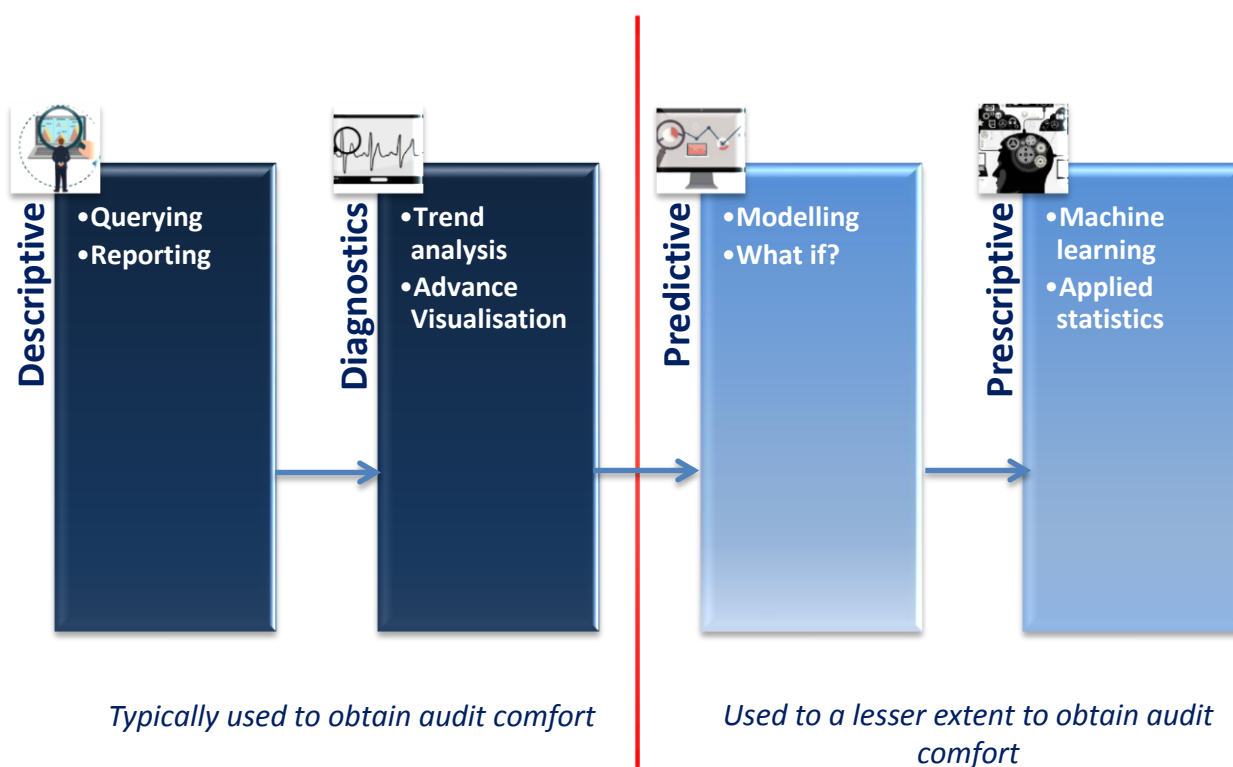 Descriptive
•Querying
•Reporting
Diagnostics
•Trend
analysis
•Advance
Visualisation
Predictive
•Modelling
•What if?
Prescriptive
•Machine
learning
•Applied
statistics
Typically used to obtain audit comfort
Used to a lesser extent to obtain audit
comfort